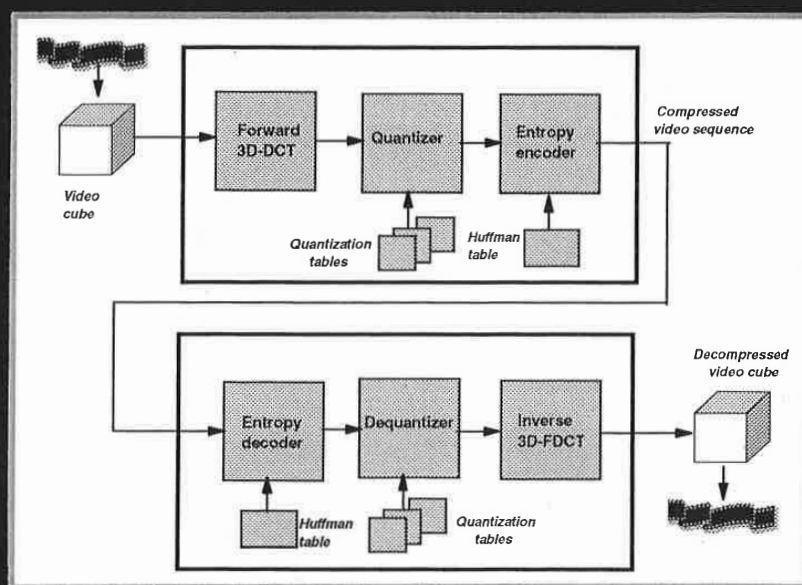 Video
cube
Forward
3D-DCT
Quantizer
Entropy
encoder
Compressed
video sequence
Quantization
tables
Huffman
table
Entropy
decoder
Dequantizer
Inverse
3D-FDCT
Decompressed
video cube
Huffman
table
Quantization
tables